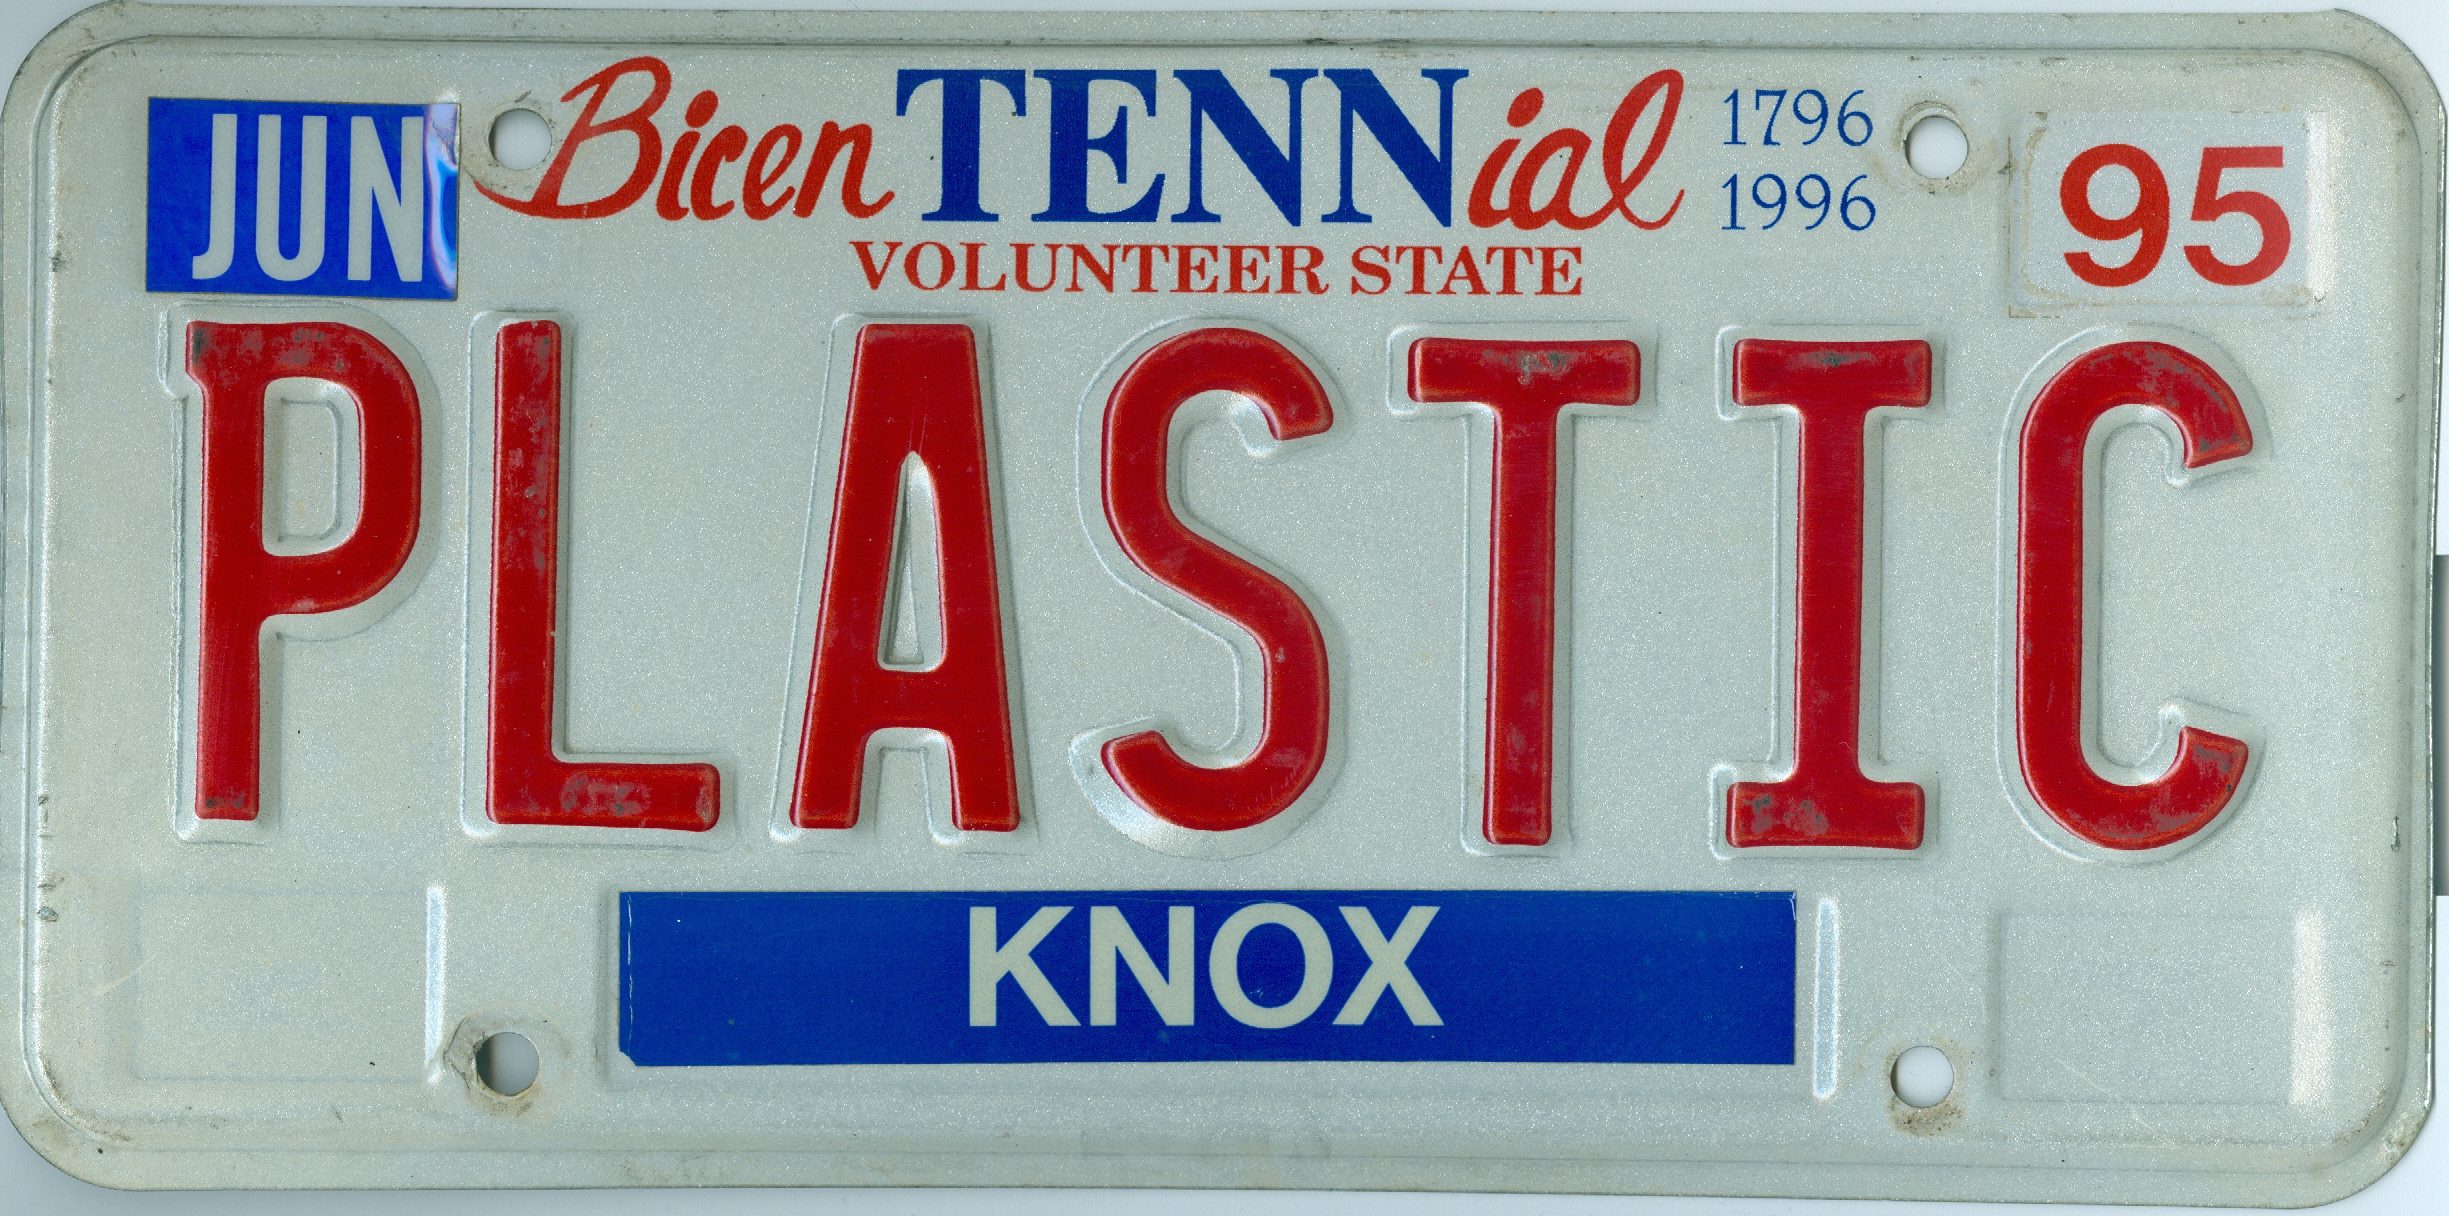 JUN
BicenTENNial
1796
1996
95
VOLUNTEER STATE
PLASTIC
KNOX